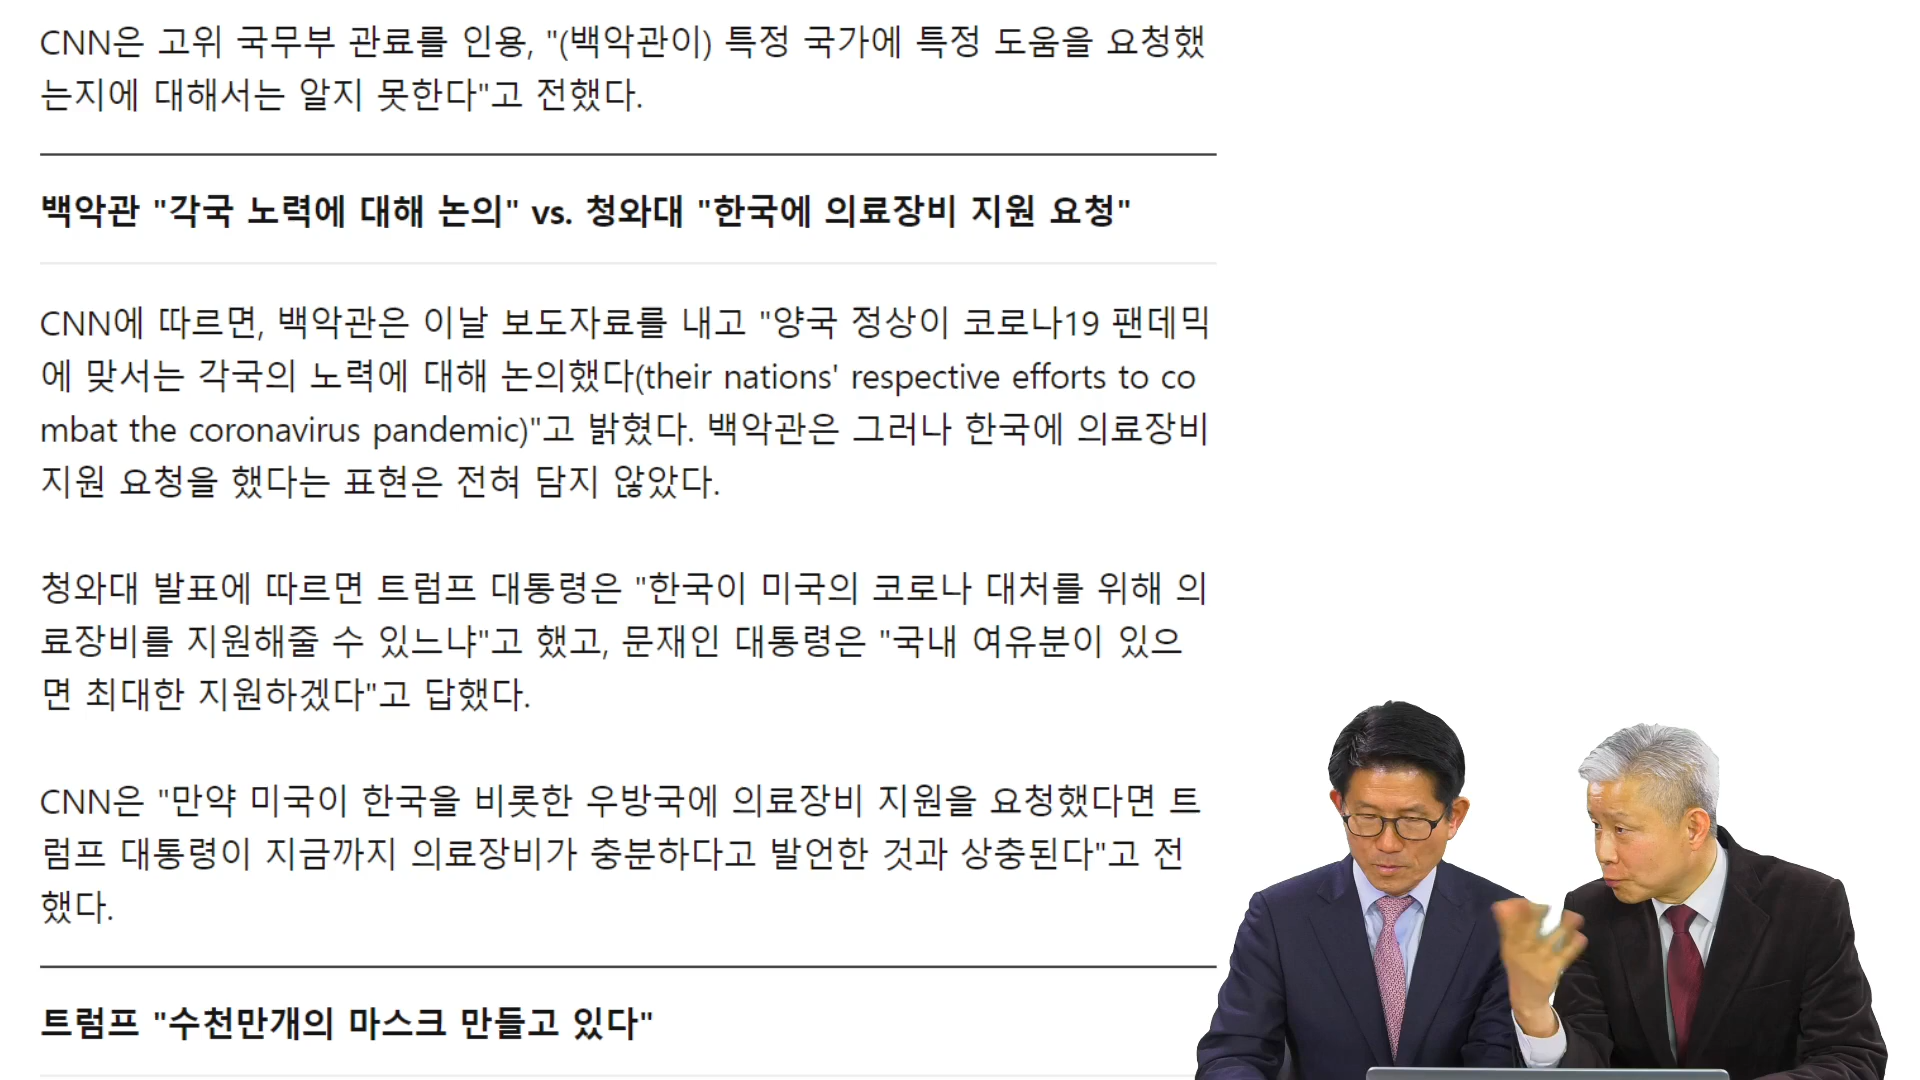 CNN은 고위 국무부 관료를 인용, "(백악관이) 특정 국가에 특정 도움을 요청했
는지에 대해서는 알지 못한다"고 전했다.
백악관 "각국 노력에 대해 논의" vs. 청와대 "한국에 의료장비 지원 요청"
CNN에 따르면, 백악관은 이날 보도자료를 내고 "양국 정상이 코로나19 팬데믹
에 맞서는 각국의 노력에 대해 논의했다(their nations' respective efforts to co
mbat the coronavirus pandemic)"고 밝혔다. 백악관은 그러나 한국에 의료장비
지원 요청을 했다는 표현은 전혀 담지 않았다.
청와대 발표에 따르면 트럼프 대통령은 "한국이 미국의 코로나 대처를 위해 의
료장비를 지원해줄 수 있느냐"고 했고, 문재인 대통령은 "국내 여유분이 있으
면 최대한 지원하겠다"고 답했다.
CNN은 "만약 미국이 한국을 비롯한 우방국에 의료장비 지원을 요청했다면 트
럼프 대통령이 지금까지 의료장비가 충분하다고 발언한 것과 상충된다"고 전
했다.
트럼프 "수천만개의 마스크 만들고 있다"